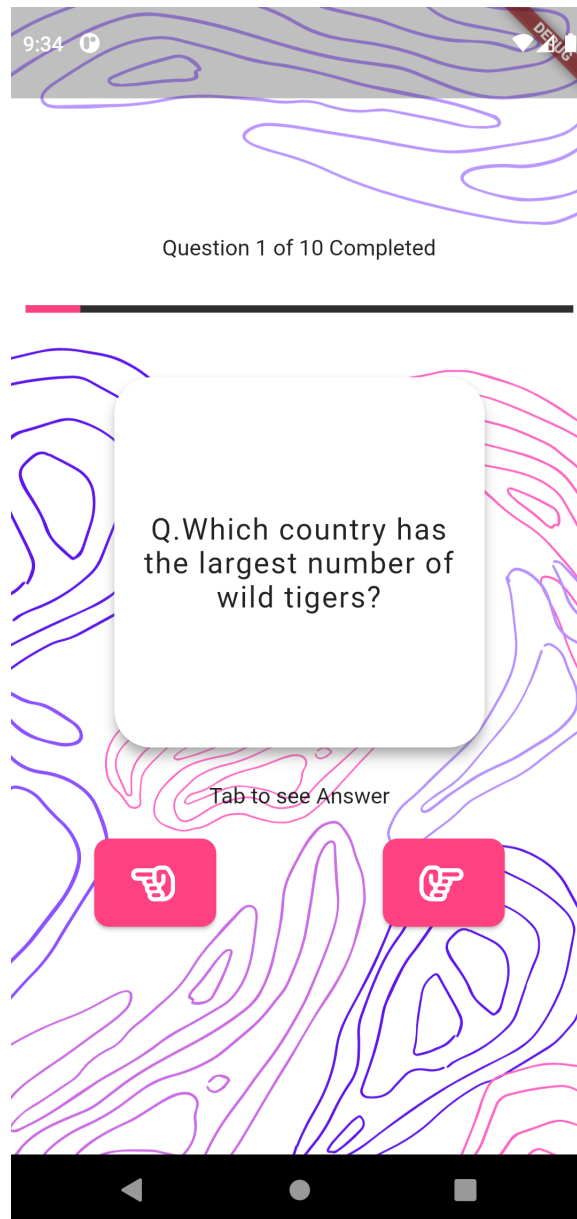 9:34
DEBUG
Question 1 of 10 Completed
Q.Which country has
the largest number of
wild tigers?
Tab to see Answer